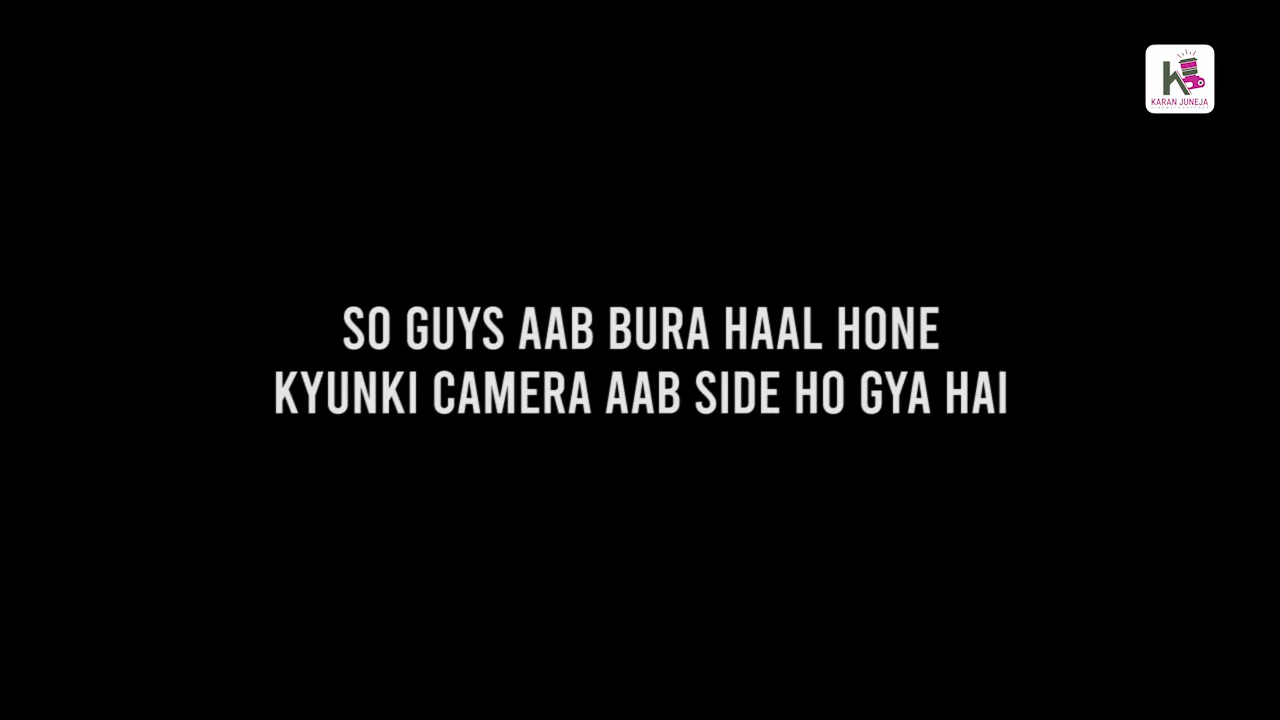 KARAN JUNEJA
SO GUYS AAB BURA HAAL HONE
KYUNKI CAMERA AAB SIDE HO GYA HAI